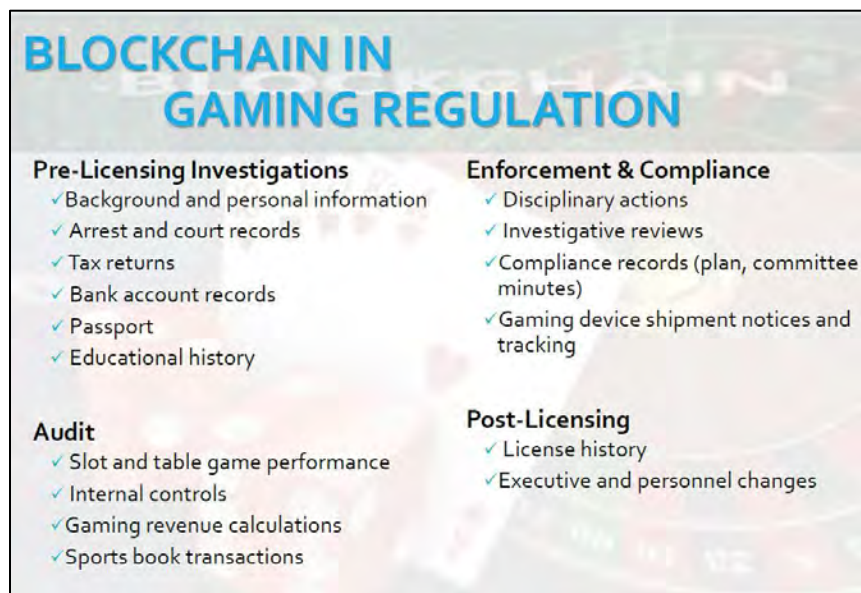 BLOCKCHAIN IN
GAMING REGULATION
BLOCKCHAIN
Pre-Licensing Investigations
✓Background and personal information
✓ Arrest and court records
✓ Tax returns
✓ Bank account records
✓ Passport
✓ Educational history
Audit
✓ Slot and table game performance
✓ Internal controls
✓Gaming revenue calculations
✓Sports book transactions
Enforcement & Compliance
✓ Disciplinary actions
✓ Investigative reviews
✓Compliance records (plan, committee
minutes)
✓Gaming device shipment notices and
tracking
Post-Licensing
✓ License history
✓Executive and personnel changes